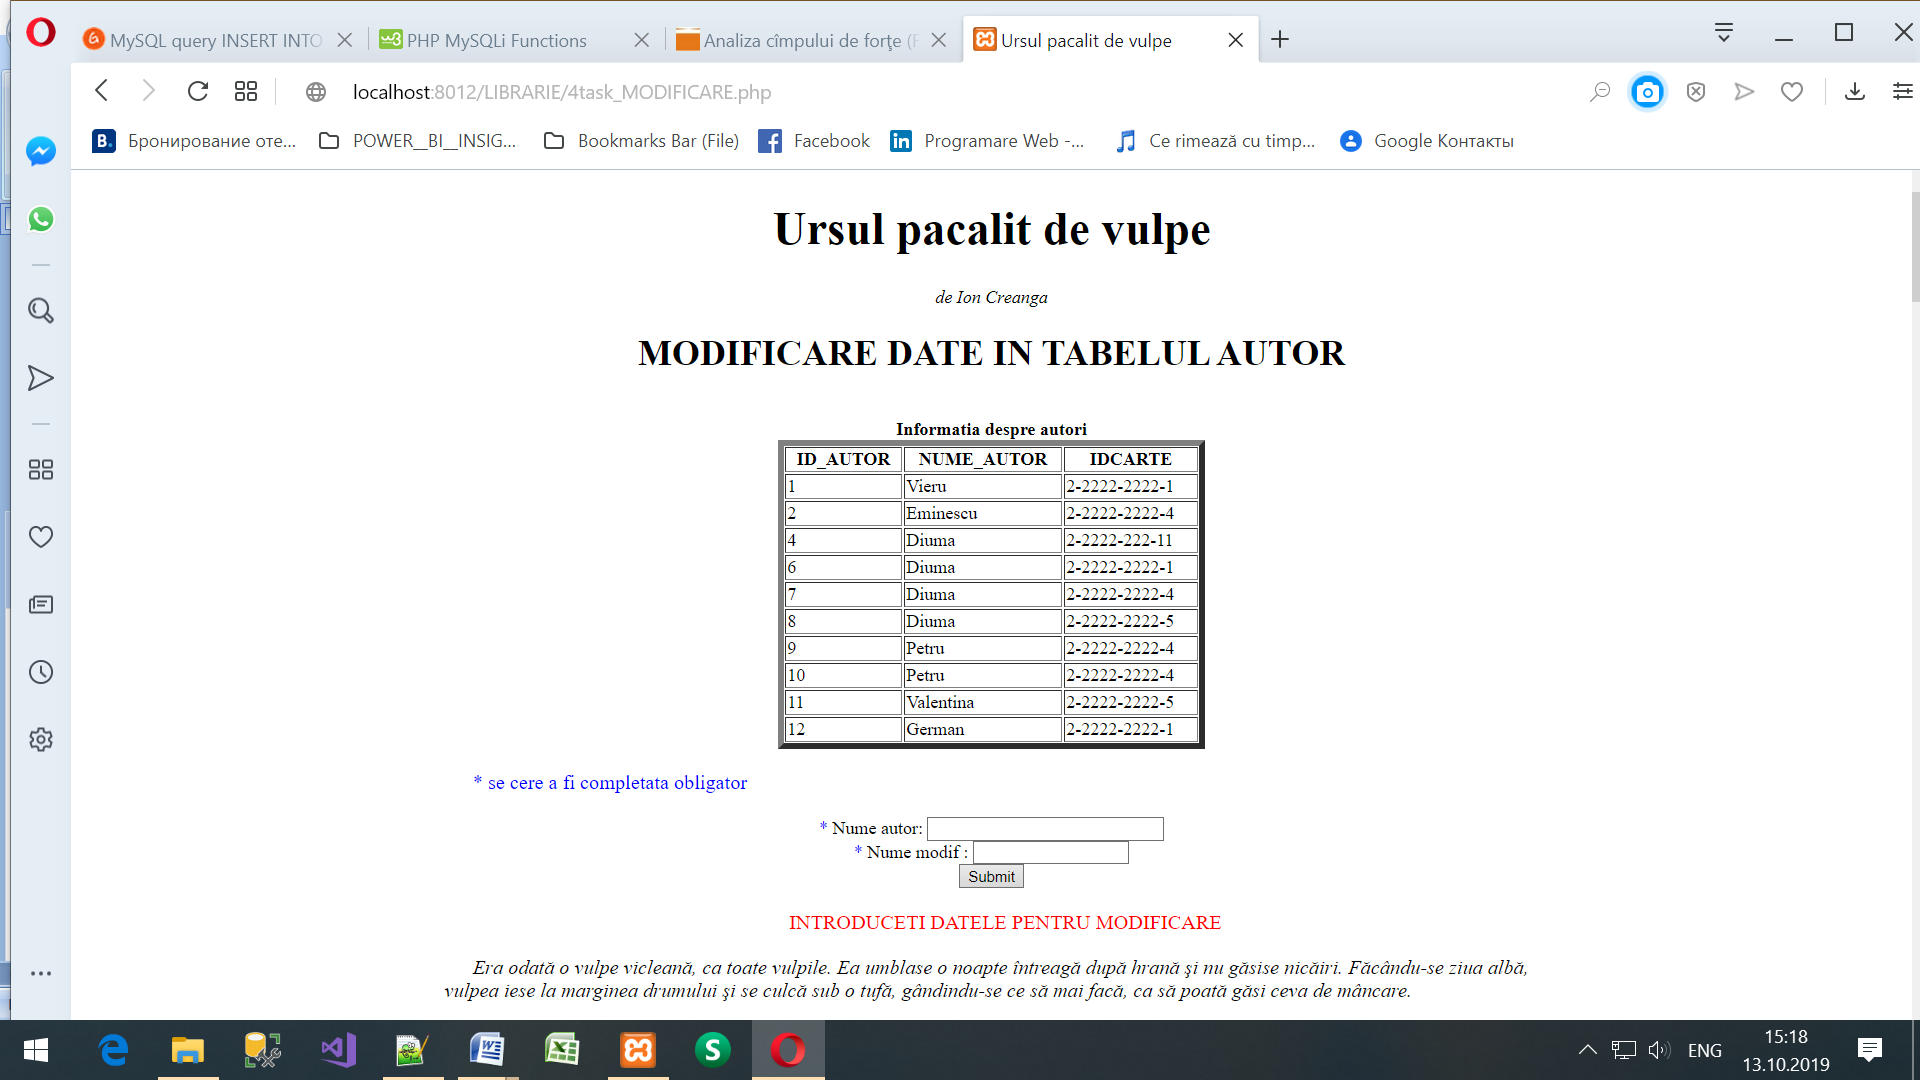 MySQL query INSERT INTO
PHP MySQLi Functions
Analiza cîmpului de forţe (F
Ursul pacalit de vulpe
localhost:8012/LIBRARIE/4task_MODIFICARE.php
B. Бронирование оте...
POWER__BI__INSIG...
Bookmarks Bar (File)
Facebook
in Programare Web -...
Ce rimează cu timp...
Google Контакты
Ursul pacalit de vulpe
de Ion Creanga
MODIFICARE DATE IN TABELUL AUTOR
Informatia despre autori
ID_AUTOR NUME_AUTOR IDCARTE
1 Vieru 2-2222-2222-1
2 Eminescu 2-2222-2222-4
4 Diuma 2-2222-222-11
6 Diuma 2-2222-2222-1
7 Diuma 2-2222-2222-4
8 Diuma 2-2222-2222-5
9 Petru 2-2222-2222-4
10 Petru 2-2222-2222-4
11 Valentina 2-2222-2222-5
12 German 2-2222-2222-1
* se cere a fi completata obligator
* Nume autor:
* Nume modif :
Submit
INTRODUCETI DATELE PENTRU MODIFICARE
Era odată o vulpe vicleană, ca toate vulpile. Ea umblase o noapte întreagă după hrană şi nu găsise nicăiri. Făcându-se ziua albă,
vulpea iese la marginea drumului şi se culcă sub o tufă, gândindu-se ce să mai facă, ca să poată găsi ceva de mâncare.
ENG
15:18
13.10.2019